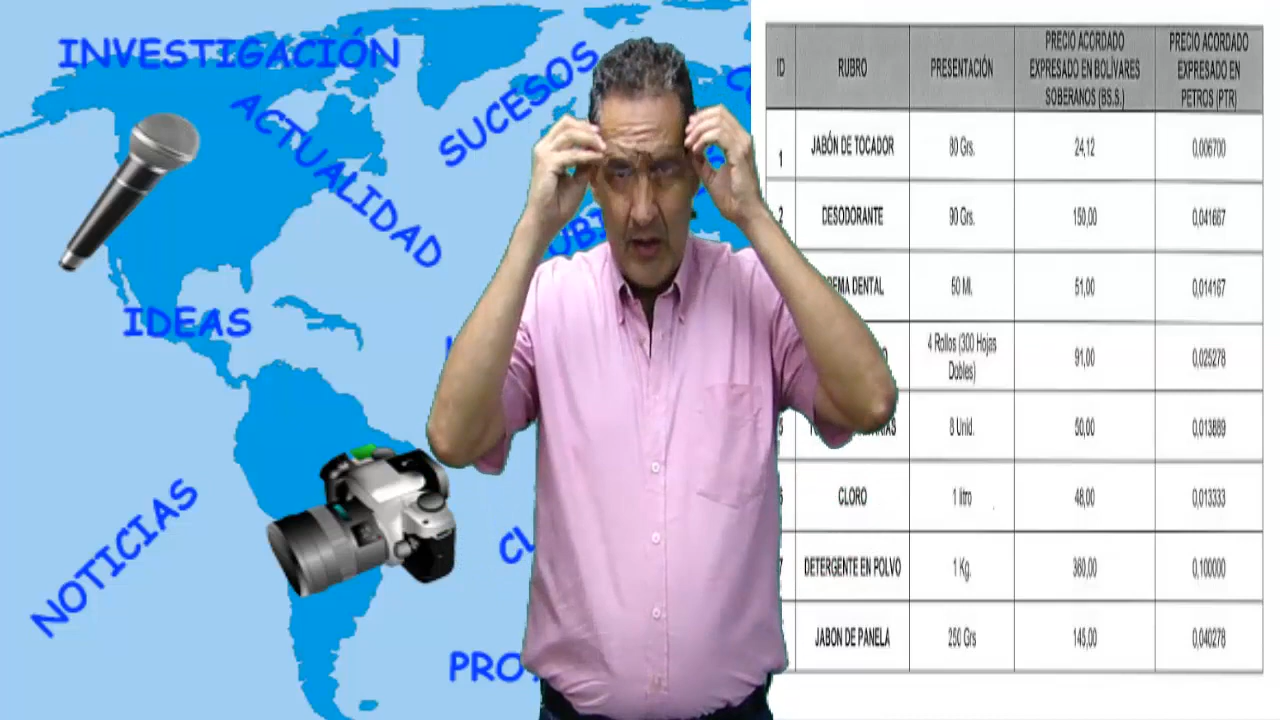 INVESTIGACIÓN
ACTUALIDAD
SUCESOS
IDEAS
NOTICIAS
ID
RUBRO
PRESENTACIÓN
PRECIO ACORDADO
EXPRESADO EN BOLÍVARES
SOBERANOS (BS.S.)
PRECIO ACORDADO
EXPRESADO EN
PETROS (PTR)
1 JABÓN DE TOCADOR 80 Grs. 24,12 0,006700
2 DESODORANTE 90 Grs. 150,00 0,041667
DENTAL 50 Ml. 51,00 0,014167
4 Rollos (300 Hojas
Dobles) 91,00 0,025278
8 Unid. 50,00 0,013889
CLORO 1 litro 48,00 0,013333
7 DETERGENTE EN POLVO 1 Kg. 360,00 0,100000
JABON DE PANELA 250 Grs 145,00 0,040278